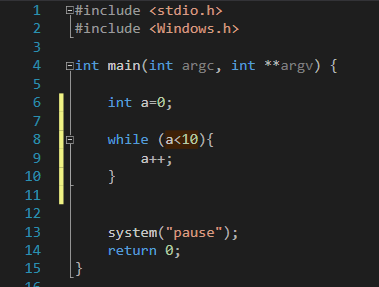 1 #include <stdio.h>
2 #include <Windows.h>
3
4 int main(int argc, int **argv) {
5
6 int a=0;
7
8 while (a<10){
9 a++;
10 }
11
12
13 system("pause");
14 return 0;
15 }
16